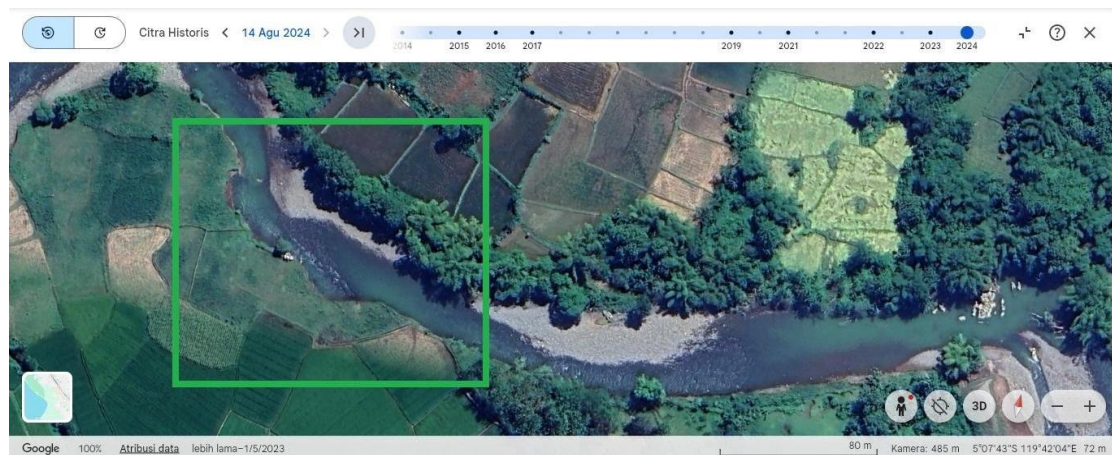 Citra Historis 14 Agu 2024
2014 2015 2016 2017 2019 2021 2022 2023 2024
3D
Google 100% Atribusi data lebih lama–1/5/2023 80 m Kamera: 485 m 5°07'43"S 119°42'04"E 72 m